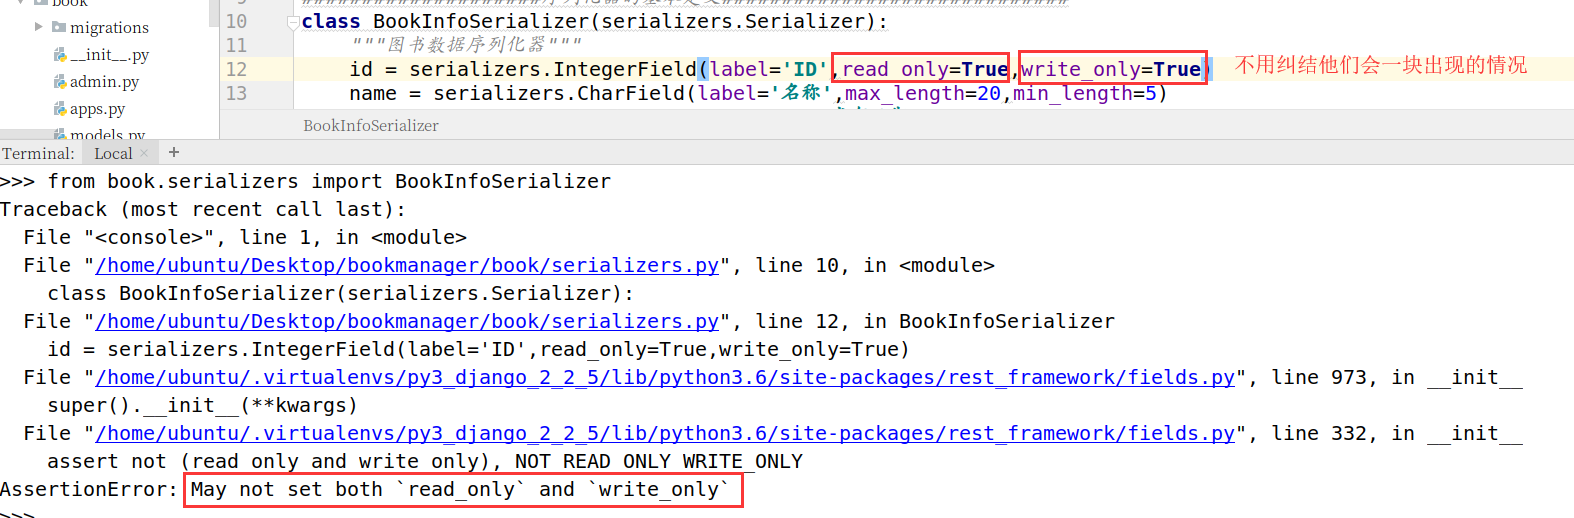 book
migrations
__init__.py
admin.py
apps.py
models.py
10 class BookInfoSerializer(serializers.Serializer):
11 """图书数据序列化器"""
12 id = serializers.IntegerField(label='ID',read_only=True,write_only=True) 不用纠结他们会一块出现的情况
13 name = serializers.CharField(label='名称',max_length=20,min_length=5)
BookInfoSerializer
Terminal: Local × +
>>> from book.serializers import BookInfoSerializer
Traceback (most recent call last):
File "<console>", line 1, in <module>
File "/home/ubuntu/Desktop/bookmanager/book/serializers.py", line 10, in <module>
class BookInfoSerializer(serializers.Serializer):
File "/home/ubuntu/Desktop/bookmanager/book/serializers.py", line 12, in BookInfoSerializer
id = serializers.IntegerField(label='ID',read_only=True,write_only=True)
File "/home/ubuntu/.virtualenvs/py3_django_2_2_5/lib/python3.6/site-packages/rest_framework/fields.py", line 973, in __init__
super().__init__(**kwargs)
File "/home/ubuntu/.virtualenvs/py3_django_2_2_5/lib/python3.6/site-packages/rest_framework/fields.py", line 332, in __init__
assert not (read_only and write_only), NOT_READ_ONLY_WRITE_ONLY
AssertionError: May not set both `read_only` and `write_only`
>>>